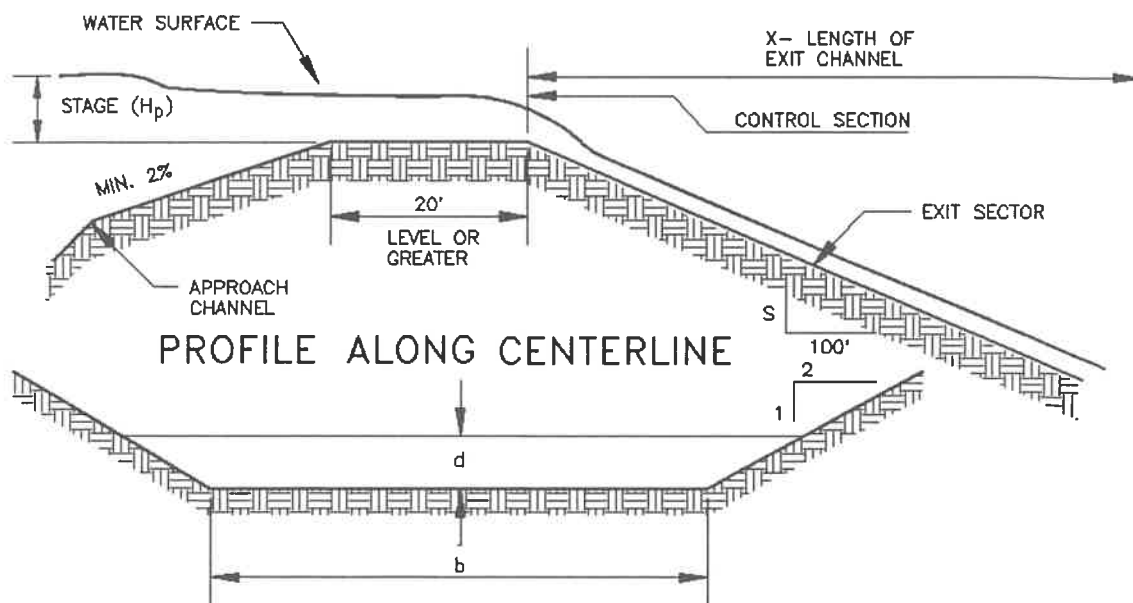 WATER SURFACE
X- LENGTH OF
EXIT CHANNEL
STAGE (Hp)
CONTROL SECTION
MIN. 2%
20'
LEVEL OR
GREATER
EXIT SECTOR
APPROACH
CHANNEL
S
100'
PROFILE ALONG CENTERLINE
2
1
d
b